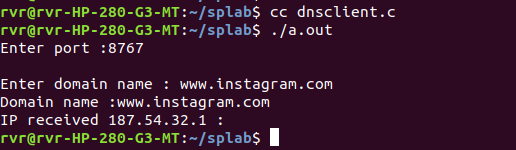 rvr@rvr-HP-280-G3-MT:~/splab$ cc dnsclient.c
rvr@rvr-HP-280-G3-MT:~/splab$ ./a.out
Enter port :8767
Enter domain name : www.instagram.com
Domain name :www.instagram.com
IP received 187.54.32.1 :
rvr@rvr-HP-280-G3-MT:~/splab$